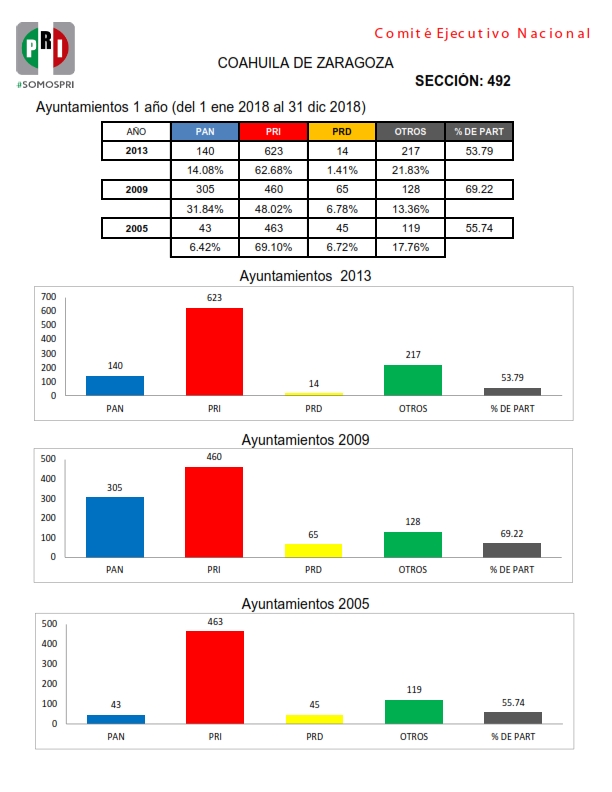 Comité Ejecutivo Nacional
PRI
#SOMOSPRI
COAHUILA DE ZARAGOZA
SECCIÓN: 492
Ayuntamientos 1 año (del 1 ene 2018 al 31 dic 2018)
AÑO PAN PRI PRD OTROS % DE PART
2013 140 623 14 217 53.79
14.08% 62.68% 1.41% 21.83%
2009 305 460 65 128 69.22
31.84% 48.02% 6.78% 13.36%
2005 43 463 45 119 55.74
6.42% 69.10% 6.72% 17.76%
Ayuntamientos 2013
700
600
500
400
300
200
100
0
140 623 14 217 53.79
PAN PRI PRD OTROS % DE PART
Ayuntamientos 2009
500
400
300
200
100
0
305 460 65 128 69.22
PAN PRI PRD OTROS % DE PART
Ayuntamientos 2005
500
400
300
200
100
0
43 463 45 119 55.74
PAN PRI PRD OTROS % DE PART